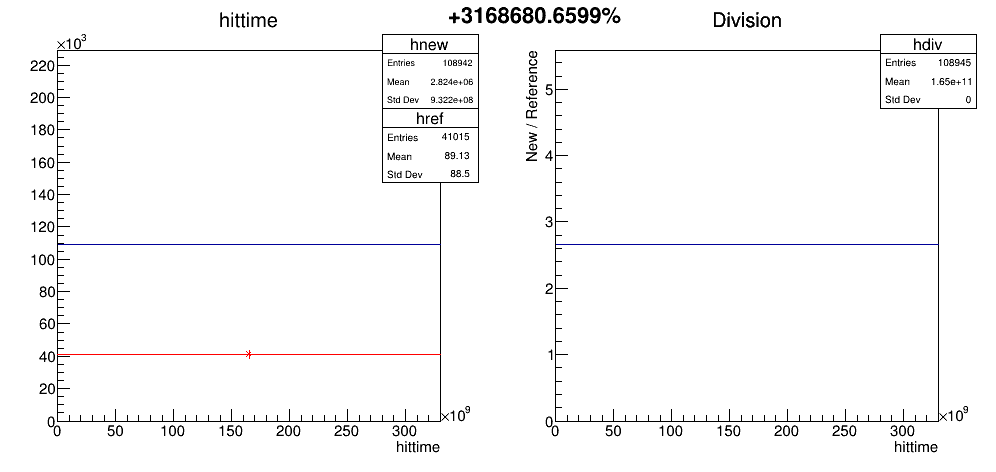 +3168680.6599%
hittime
×10³
220
200
180
160
140
120
100
80
60
40
20
0
0 50 100 150 200 250 300
×10⁹
hittime
hnew
Entries 108942
Mean 2.824e+06
Std Dev 9.322e+08
href
Entries 41015
Mean 89.13
Std Dev 88.5
Division
New / Reference
5
4
3
2
1
0
0 50 100 150 200 250 300
×10⁹
hittime
hdiv
Entries 108945
Mean 1.65e+11
Std Dev 0